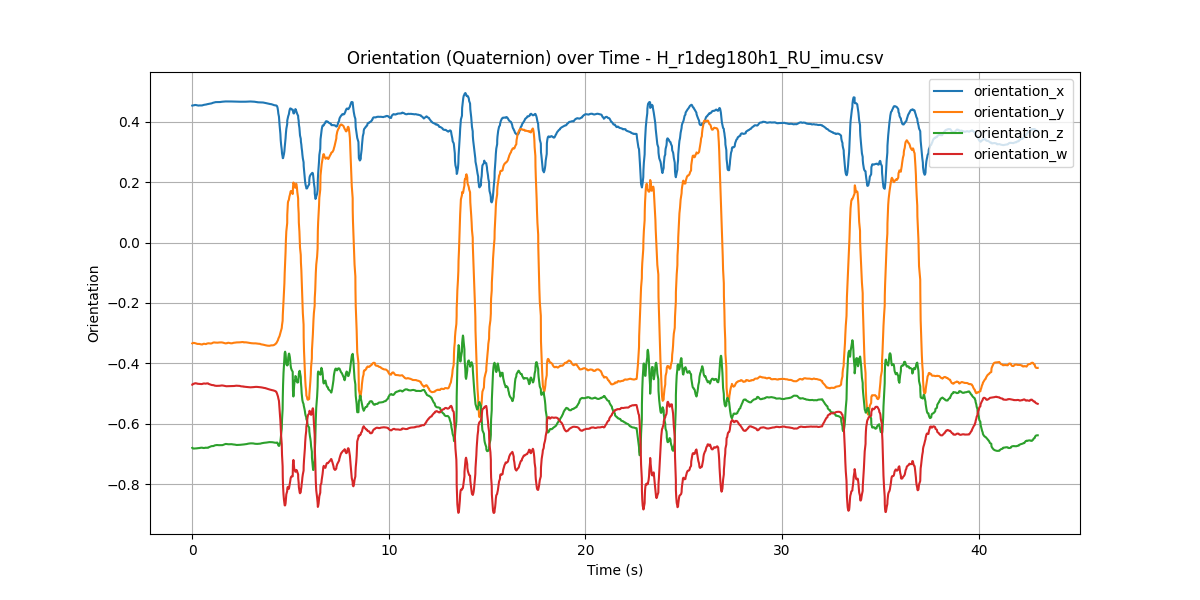 Orientation (Quaternion) over Time - H_r1deg180h1_RU_imu.csv
orientation_x
orientation_y
orientation_z
orientation_w
Orientation
0.4
0.2
0.0
−0.2
−0.4
−0.6
−0.8
0 10 20 30 40
Time (s)